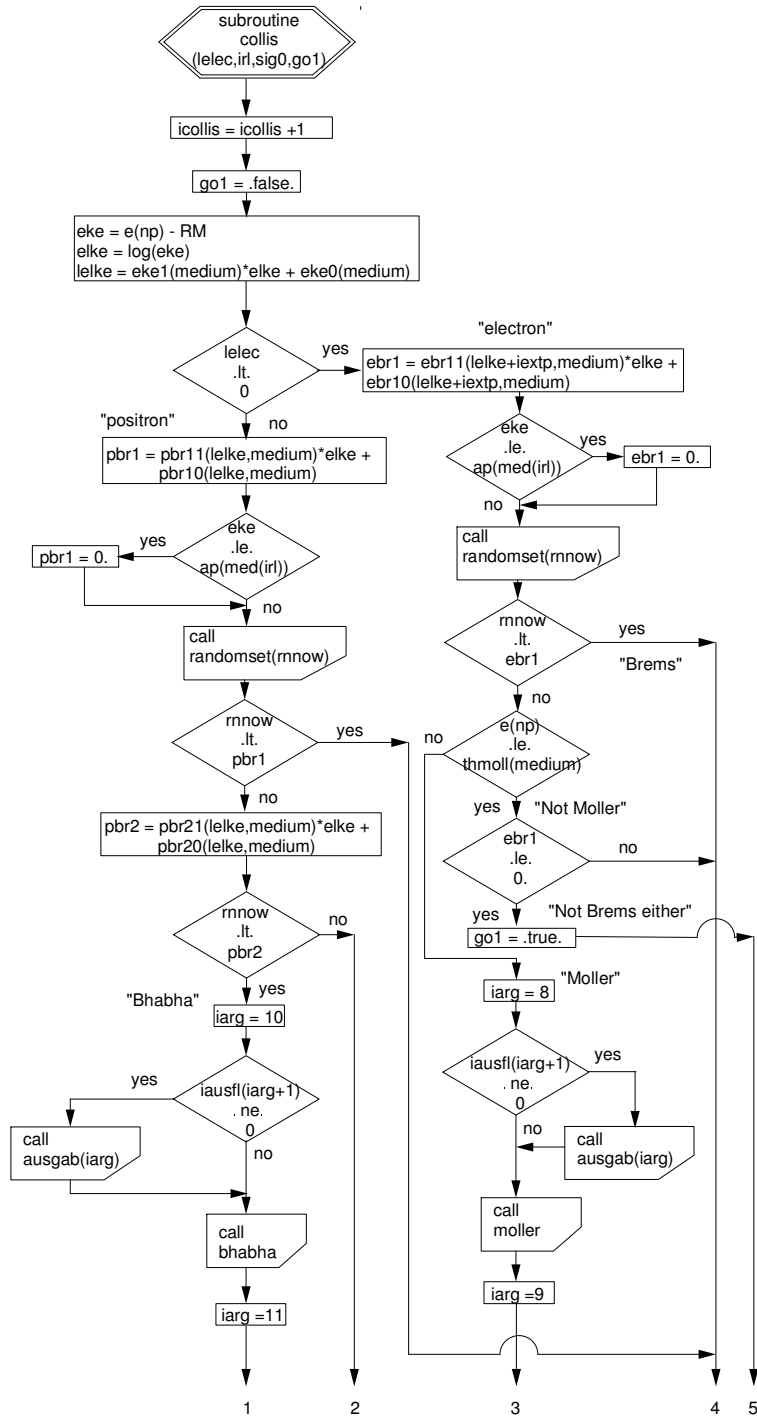 subroutine
collis
(lelec,irl,sig0,go1)
icollis = icollis +1
go1 = .false.
eke = e(np) - RM
elke = log(eke)
lelke = eke1(medium)*elke + eke0(medium)
lelec
.lt.
0
yes
no
"electron"
ebr1 = ebr11(lelke+iextp,medium)*elke +
ebr10(lelke+iextp,medium)
eke
.le.
ap(med(irl))
yes
ebr1 = 0.
no
call
randomset(rnnow)
rnnow
.lt.
ebr1
yes
"Brems"
no
e(np)
.le.
thmoll(medium)
no
yes
"Not Moller"
ebr1
.le.
0.
no
yes
"Not Brems either"
go1 = .true.
"Moller"
iarg = 8
iausfl(iarg+1)
.ne.
0
yes
no
call
ausgab(iarg)
call
moller
iarg =9
"positron"
pbr1 = pbr11(lelke,medium)*elke +
pbr10(lelke,medium)
eke
.le.
ap(med(irl))
yes
pbr1 = 0.
no
call
randomset(rnnow)
rnnow
.lt.
pbr1
yes
no
pbr2 = pbr21(lelke,medium)*elke +
pbr20(lelke,medium)
rnnow
.lt.
pbr2
no
yes
"Bhabha"
iarg = 10
iausfl(iarg+1)
. ne.
0
yes
no
call
ausgab(iarg)
call
bhabha
iarg =11
1
2
3
4
5